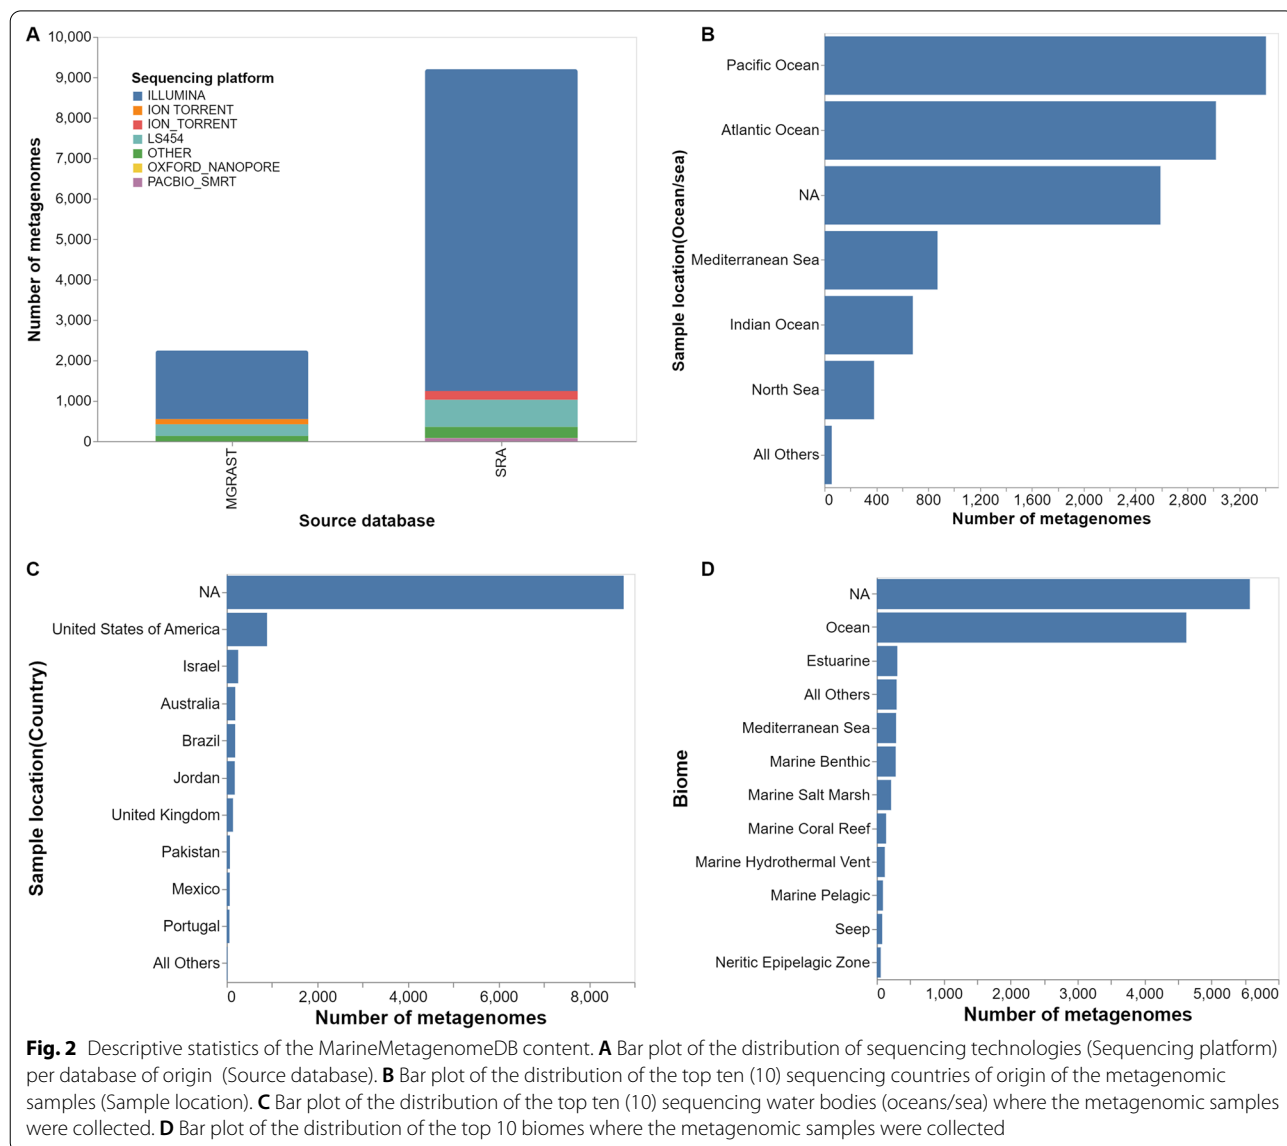 A
10,000
9,000
8,000
7,000
6,000
5,000
4,000
3,000
2,000
1,000
0
Number of metagenomes
Sequencing platform
ILLUMINA
ION TORRENT
ION_TORRENT
LS454
OTHER
OXFORD_NANOPORE
PACBIO_SMRT
MGRAST
SRA
Source database
B
Sample location(Ocean/sea)
Pacific Ocean
Atlantic Ocean
NA
Mediterranean Sea
Indian Ocean
North Sea
All Others
0 400 800 1,200 1,600 2,000 2,400 2,800 3,200
Number of metagenomes
C
Sample location(Country)
NA
United States of America
Israel
Australia
Brazil
Jordan
United Kingdom
Pakistan
Mexico
Portugal
All Others
0 2,000 4,000 6,000 8,000
Number of metagenomes
D
Biome
NA
Ocean
Estuarine
All Others
Mediterranean Sea
Marine Benthic
Marine Salt Marsh
Marine Coral Reef
Marine Hydrothermal Vent
Marine Pelagic
Seep
Neritic Epipelagic Zone
0 1,000 2,000 3,000 4,000 5,000 6,000
Number of metagenomes
Fig. 2 Descriptive statistics of the MarineMetagenomeDB content. A Bar plot of the distribution of sequencing technologies (Sequencing platform)
per database of origin (Source database). B Bar plot of the distribution of the top ten (10) sequencing countries of origin of the metagenomic
samples (Sample location). C Bar plot of the distribution of the top ten (10) sequencing water bodies (oceans/sea) where the metagenomic samples
were collected. D Bar plot of the distribution of the top 10 biomes where the metagenomic samples were collected